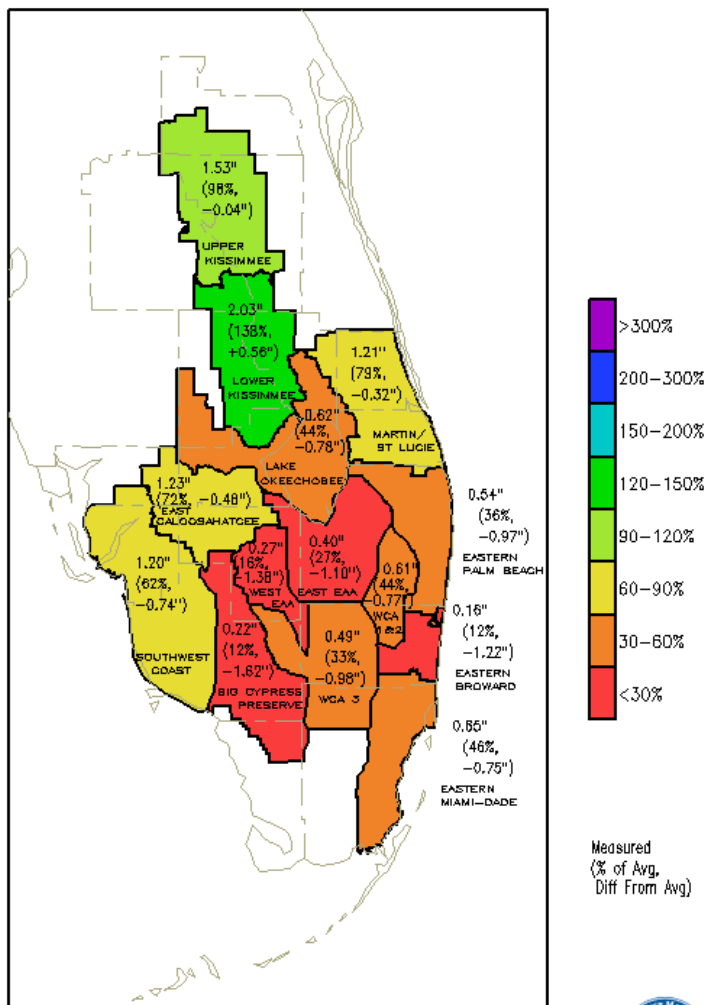 1.53"
(98%,
-0.04")
UPPER
KISSIMMEE
2.03"
(138%,
+0.56")
LOWER
KISSIMMEE
1.21"
(79%,
-0.32")
MARTIN/
ST LUCIE
0.62"
(44%,
-0.78")
LAKE
OKEECHOBEE
1.23"
(72%, -0.48")
EAST
CALOOSAHATCEE
1.20"
(62%,
-0.74")
SOUTHWEST
COAST
0.27"
(16%,
-1.38")
WEST
EAA
0.40"
(27%,
-1.10")
EAST EAA
0.61"
44%,
-0.77"
WCA
1&2
0.54"
(36%,
-0.97")
EASTERN
PALM BEACH
0.22"
(12%,
-1.62")
BIG CYPRESS
PRESERVE
0.49"
(33%,
-0.98")
WCA 3
0.16"
(12%,
-1.22")
EASTERN
BROWARD
0.65"
(46%,
-0.75")
EASTERN
MIAMI-DADE
>300%
200-300%
150-200%
120-150%
90-120%
60-90%
30-60%
<30%
Measured
(% of Avg,
Diff From Avg)